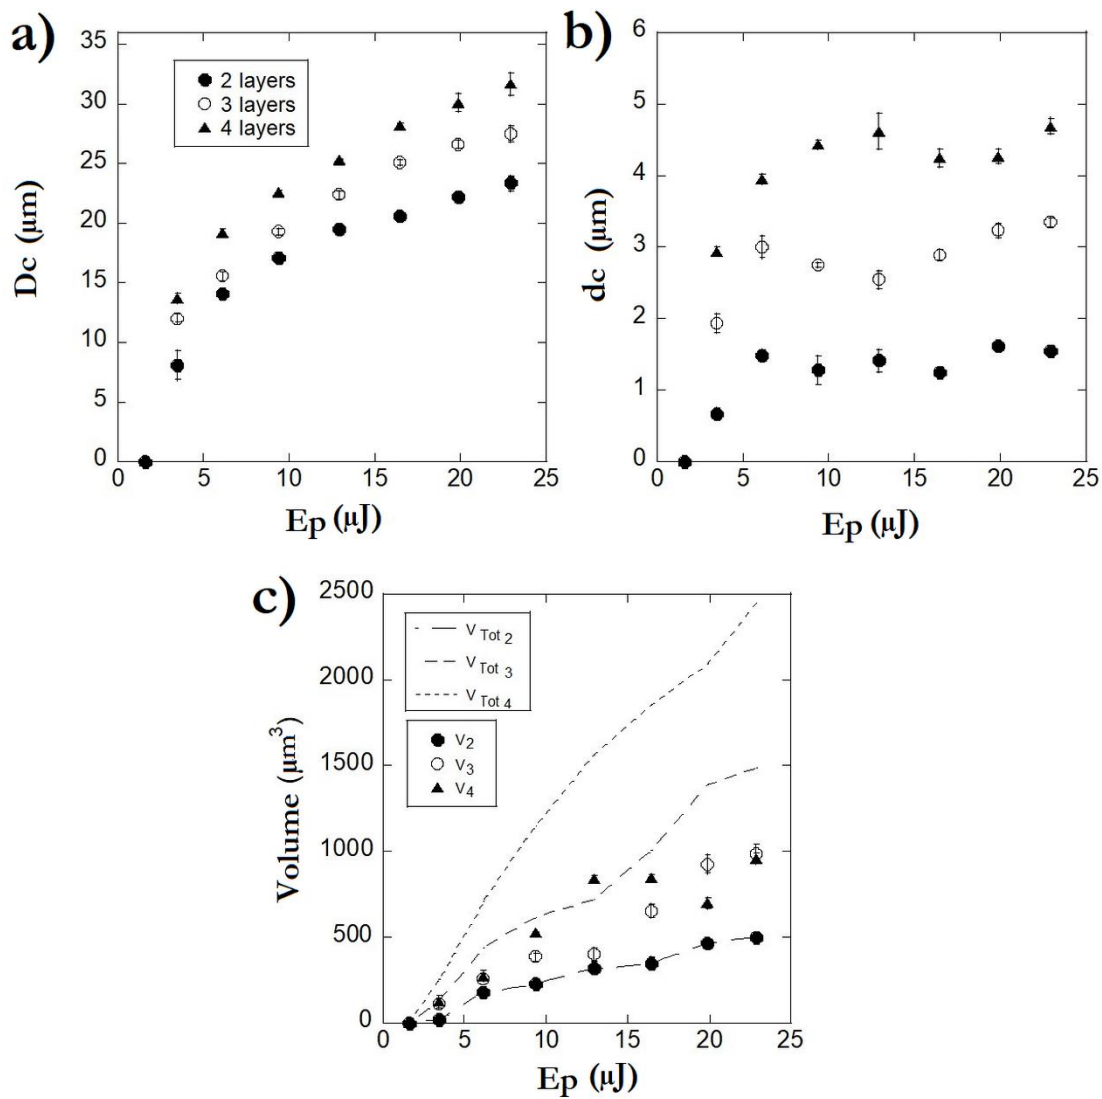 a)
35
30
25
20
15
10
5
0
Dc (μm)
2 layers
3 layers
4 layers
0 5 10 15 20 25
Ep (μJ)
b)
6
5
4
3
2
1
0
dc (μm)
0 5 10 15 20 25
Ep (μJ)
c)
2500
2000
1500
1000
500
0
Volume (μm³)
V Tot 2
V Tot 3
V Tot 4
V2
V3
V4
0 5 10 15 20 25
Ep (μJ)